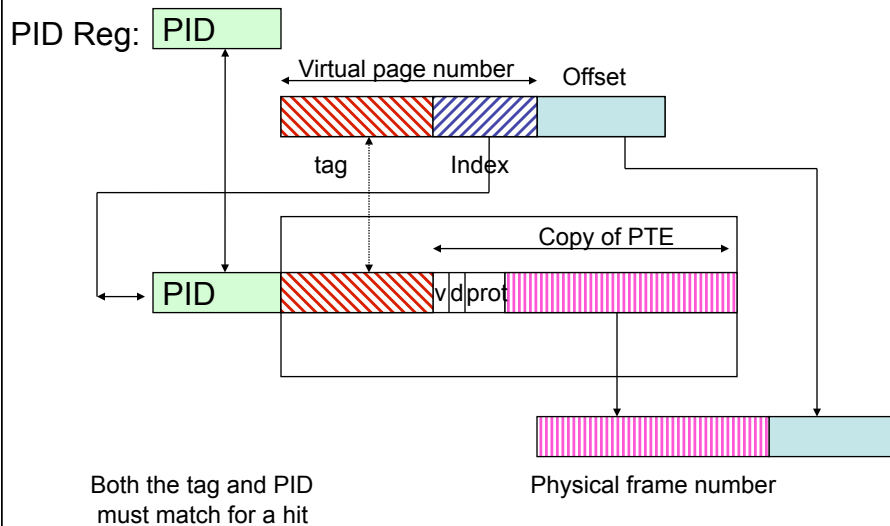 PID Reg: PID
Virtual page number
Offset
tag
Index
Copy of PTE
PID
v d prot
Both the tag and PID
must match for a hit
Physical frame number